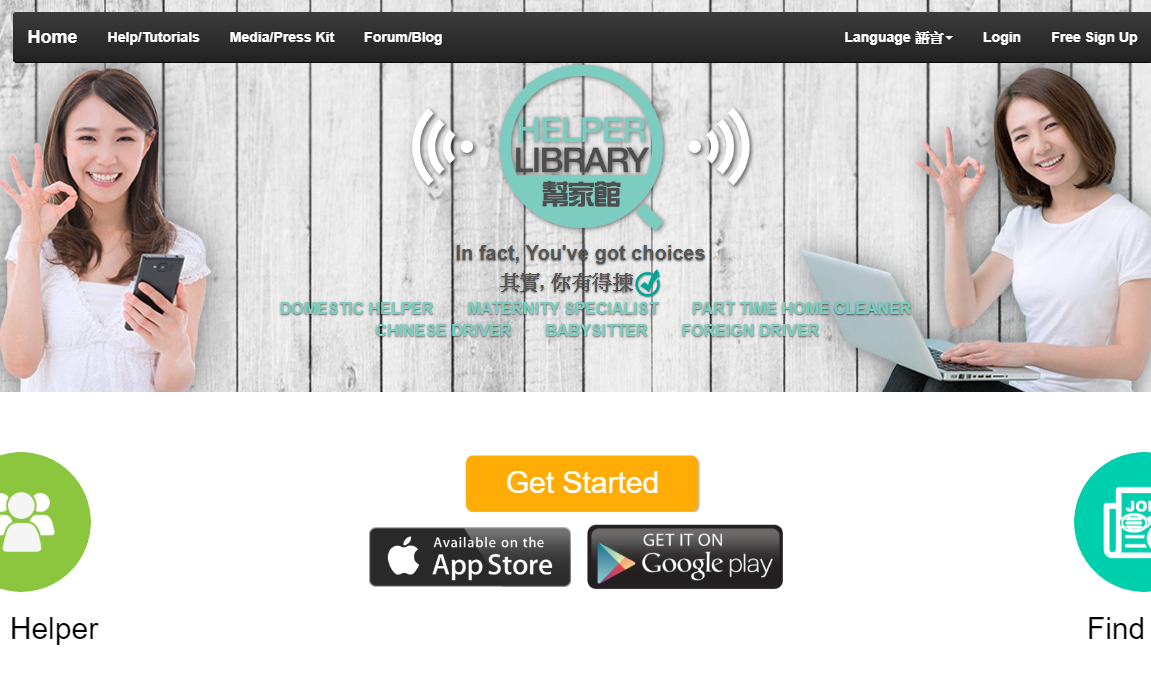 Home Help/Tutorials Media/Press Kit Forum/Blog Language 語言 Login Free Sign Up
HELPER
LIBRARY
幫家館
In fact, You've got choices
其實, 你有得揀
DOMESTIC HELPER MATERNITY SPECIALIST PART TIME HOME CLEANER
CHINESE DRIVER BABYSITTER FOREIGN DRIVER
Get Started
Available on the App Store
GET IT ON Google play
Helper
Find